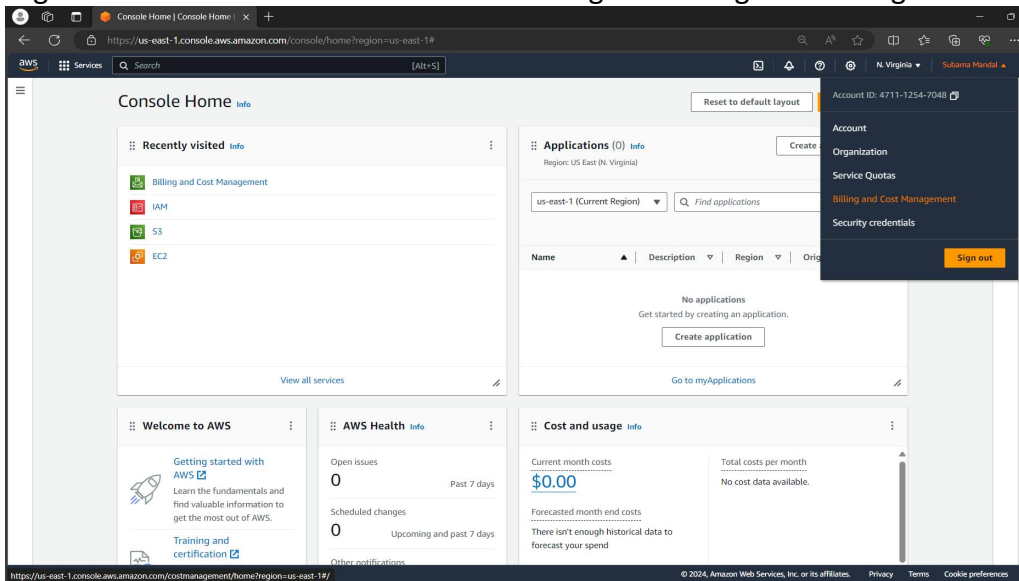 Console Home | Console Home |
https://us-east-1.console.aws.amazon.com/console/home?region=us-east-1#
aws
Services
Search
[Alt+S]
N. Virginia
Subarna Mandal
Console Home Info
Reset to default layout
Account ID: 4711-1254-7048
Account
Organization
Service Quotas
Billing and Cost Management
Security credentials
Sign out
Recently visited Info
Billing and Cost Management
IAM
S3
EC2
View all services
Applications (0) Info
Create
Region: US East (N. Virginia)
us-east-1 (Current Region)
Find applications
Name
Description
Region
Orig
No applications
Get started by creating an application.
Create application
Go to myApplications
Welcome to AWS
Getting started with
AWS
Learn the fundamentals and
find valuable information to
get the most out of AWS.
Training and
certification
AWS Health Info
Open issues
0
Past 7 days
Scheduled changes
0
Upcoming and past 7 days
Other notifications
Cost and usage Info
Current month costs
$0.00
Forecasted month end costs
There isn't enough historical data to
forecast your spend
Total costs per month
No cost data available.
https://us-east-1.console.aws.amazon.com/costmanagement/home?region=us-east-1#/
© 2024, Amazon Web Services, Inc. or its affiliates.
Privacy
Terms
Cookie preferences